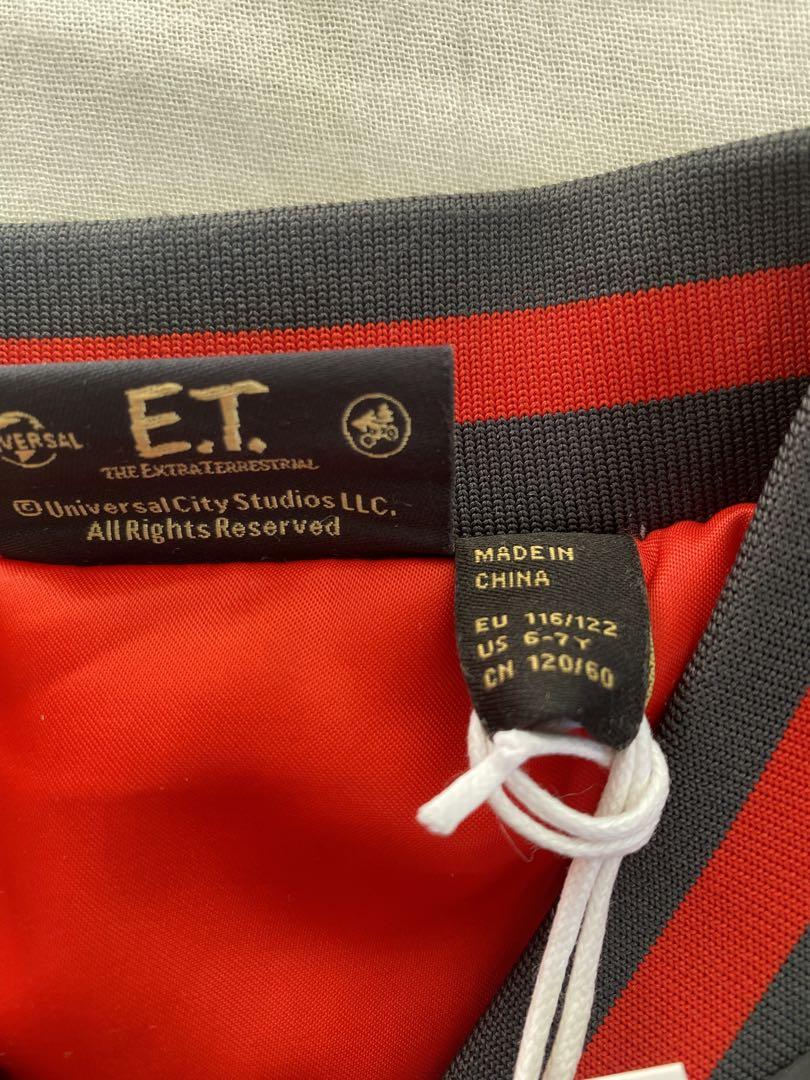 VERSAL
E.T.
THE EXTRA TERRESTRIAL
©Universal City Studios LLC.
All Rights Reserved
MADE IN
CHINA
EU 116/122
US 6-7Y
CN 120/60